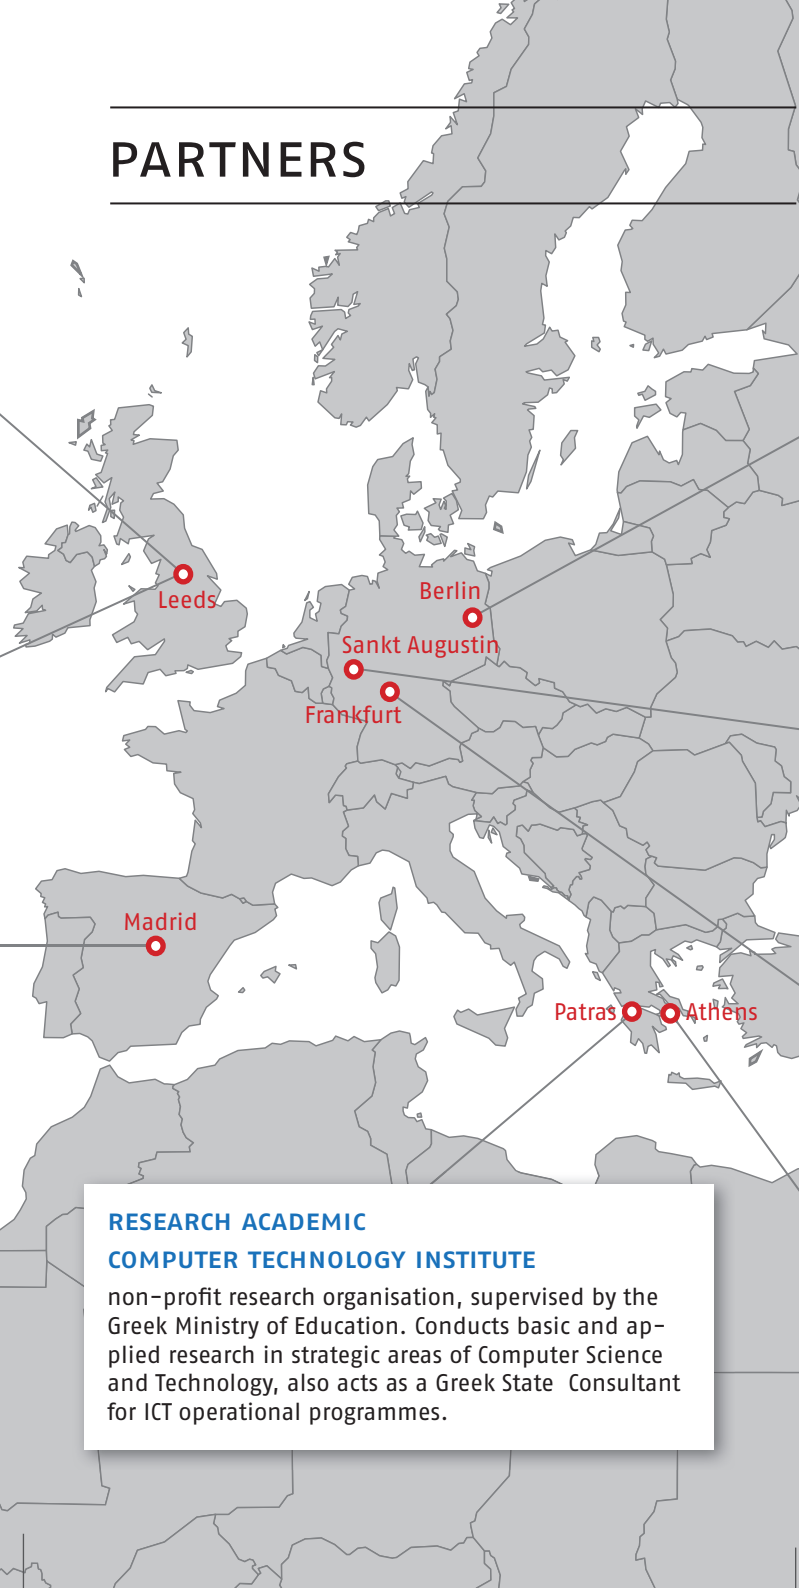 PARTNERS
Berlin
Leeds
Sankt Augustin
Frankfurt
Madrid
Patras
Athens
RESEARCH ACADEMIC
COMPUTER TECHNOLOGY INSTITUTE
non-profit research organisation, supervised by the
Greek Ministry of Education. Conducts basic and ap-
plied research in strategic areas of Computer Science
and Technology, also acts as a Greek State  Consultant
for ICT operational programmes.